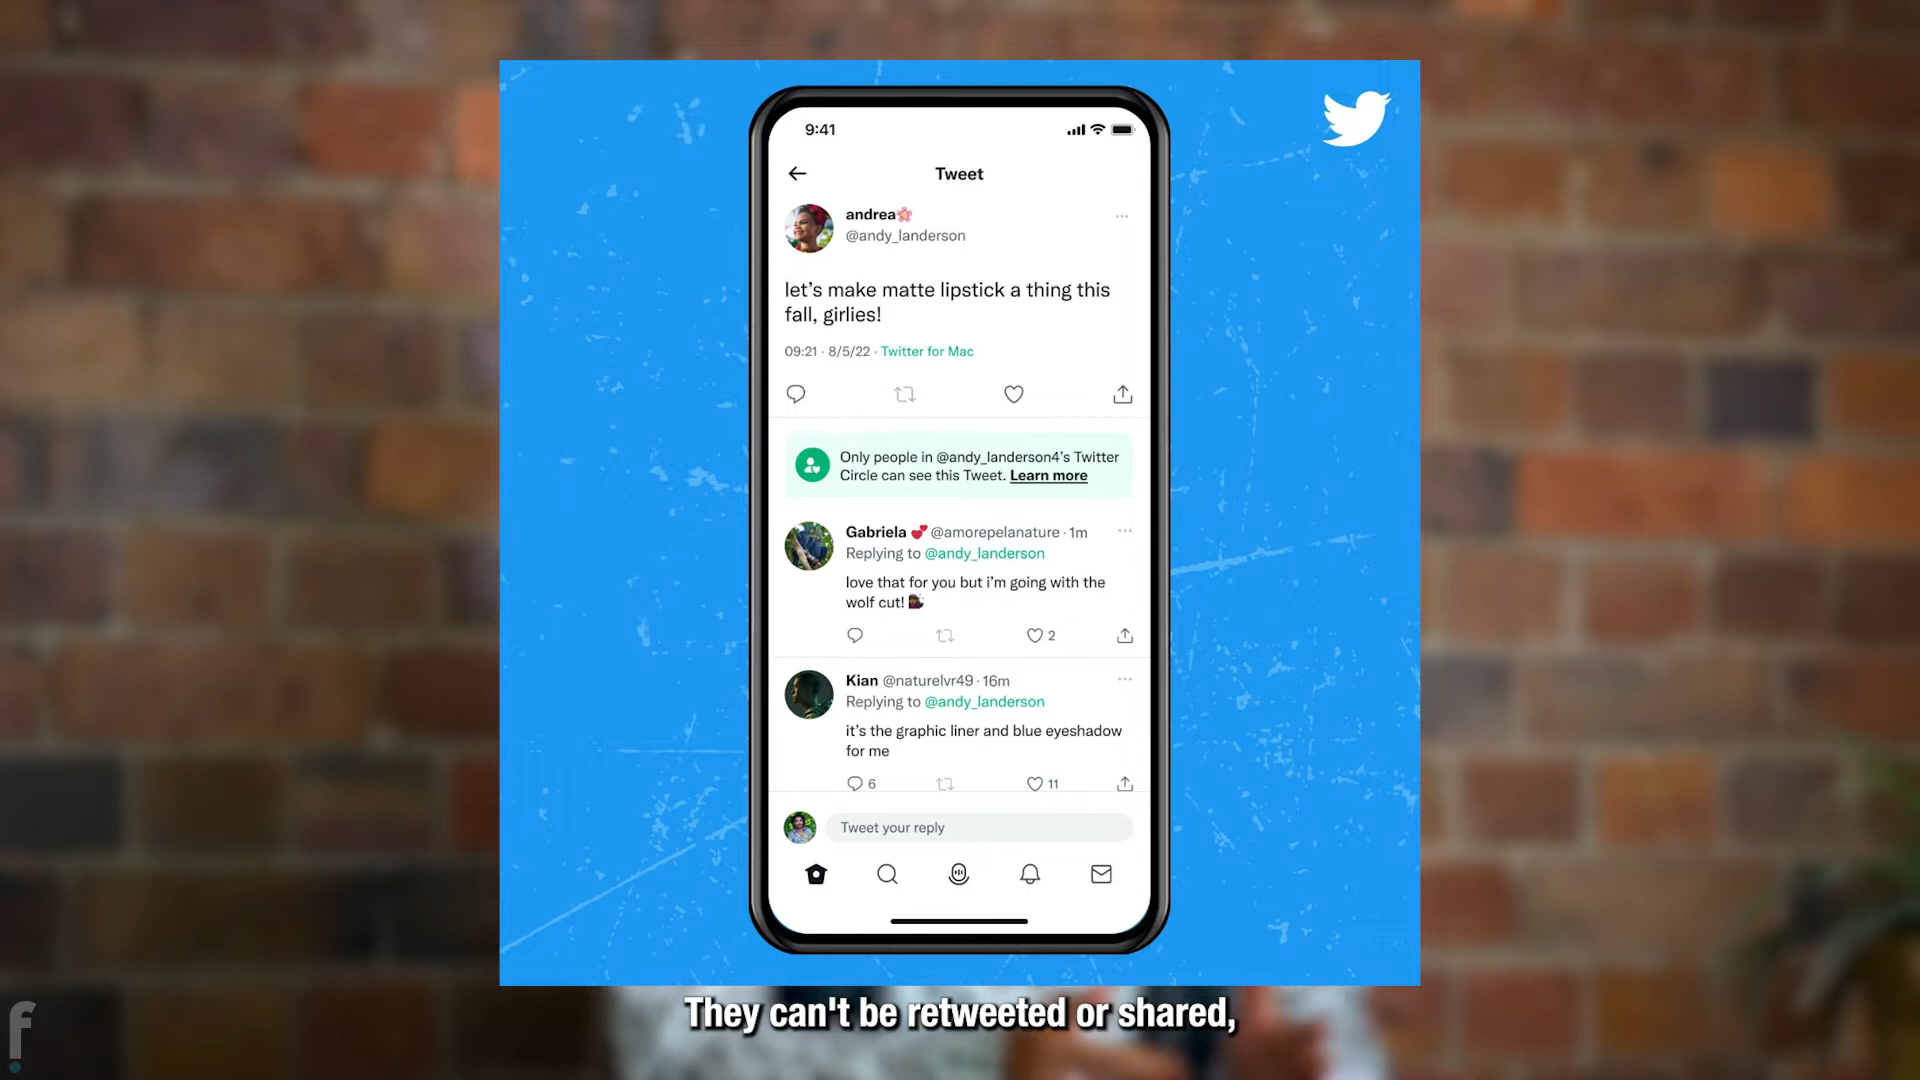 9:41
Tweet
andrea🌸
@andy_landerson
let's make matte lipstick a thing this
fall, girlies!
09:21 · 8/5/22 · Twitter for Mac
Only people in @andy_landerson4's Twitter
Circle can see this Tweet. Learn more
Gabriela 💕 @amorepelanature · 1m
Replying to @andy_landerson
love that for you but i'm going with the
wolf cut!
2
Kian @naturelvr49 · 16m
Replying to @andy_landerson
it's the graphic liner and blue eyeshadow
for me
6 11
Tweet your reply
They can't be retweeted or shared,
f